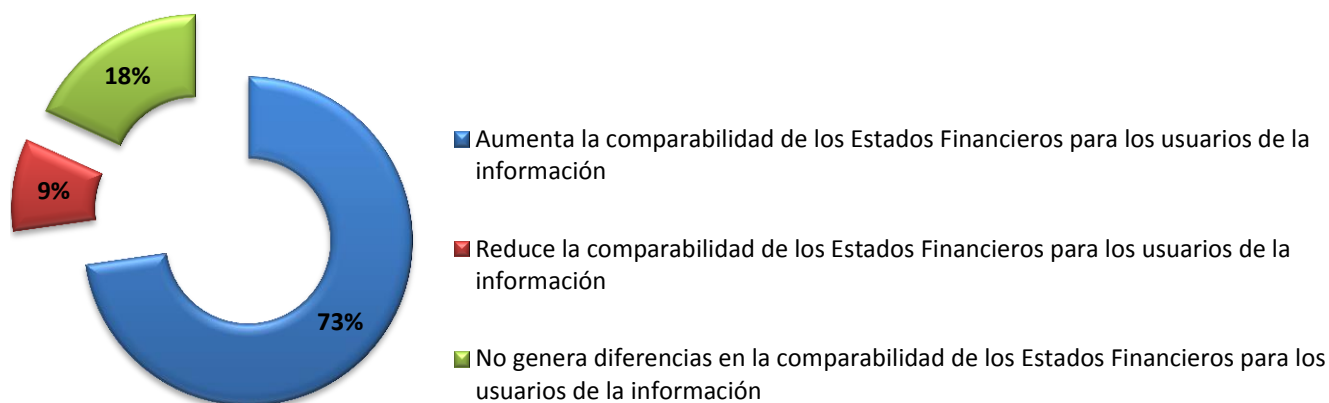 18%
9%
73%
Aumenta la comparabilidad de los Estados Financieros para los usuarios de la
información
Reduce la comparabilidad de los Estados Financieros para los usuarios de la
información
No genera diferencias en la comparabilidad de los Estados Financieros para los
usuarios de la información